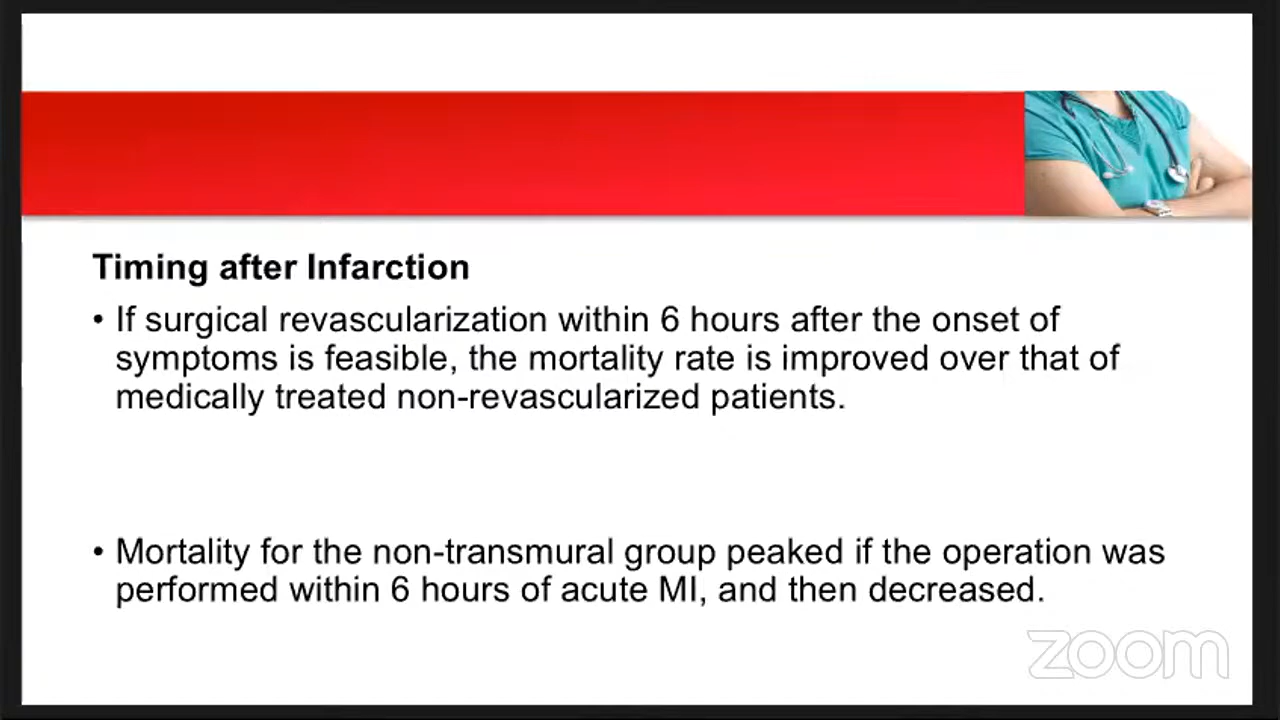 Timing after Infarction
• If surgical revascularization within 6 hours after the onset of
symptoms is feasible, the mortality rate is improved over that of
medically treated non-revascularized patients.
• Mortality for the non-transmural group peaked if the operation was
performed within 6 hours of acute MI, and then decreased.
zoom